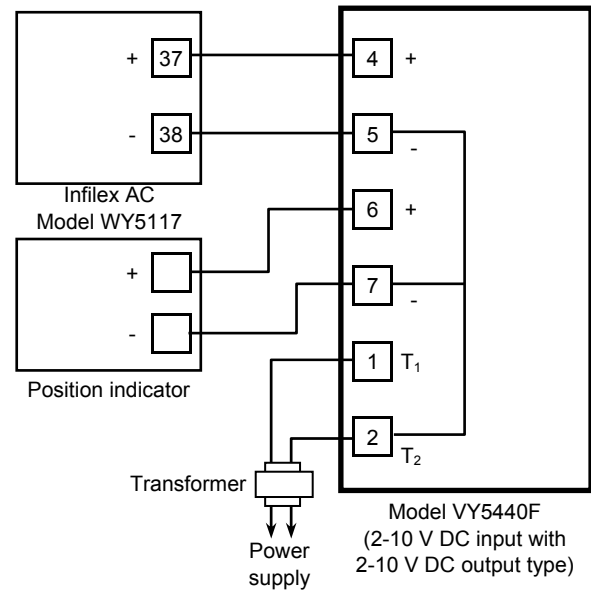 + 37 4 +
- 38 5 -
Infilex AC
Model WY5117
6 +
+
7 -
-
Position indicator
1 T₁
2 T₂
Transformer
Power
supply
Model VY5440F
(2-10 V DC input with
2-10 V DC output type)